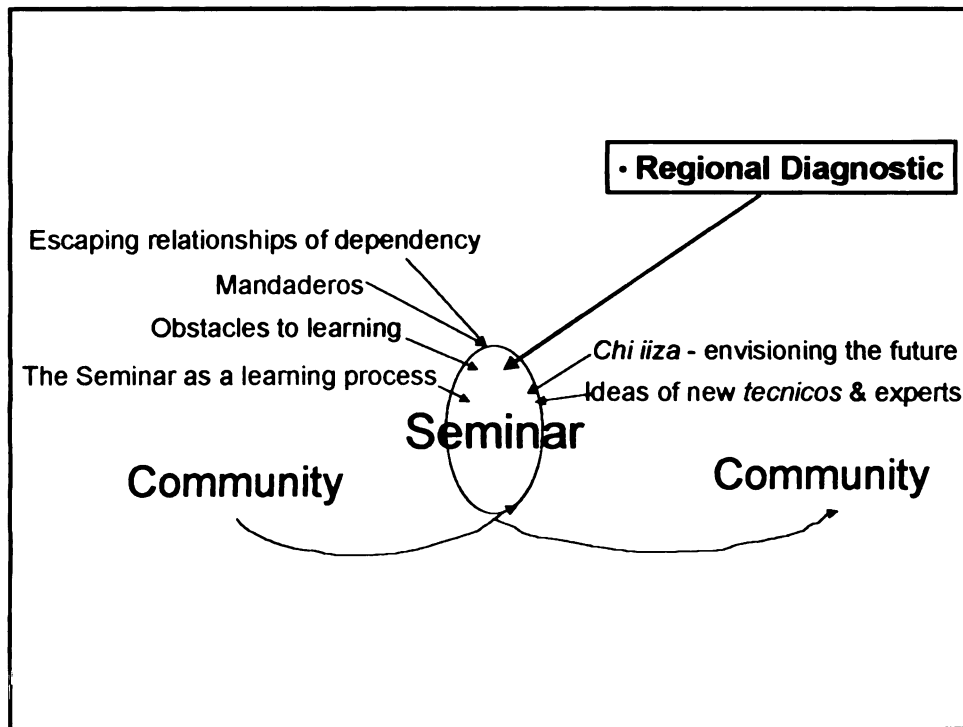 · Regional Diagnostic
Escaping relationships of dependency
Mandaderos
Obstacles to learning
The Seminar as a learning process
Chi iiza - envisioning the future
Ideas of new tecnicos & experts
Seminar
Community
Community